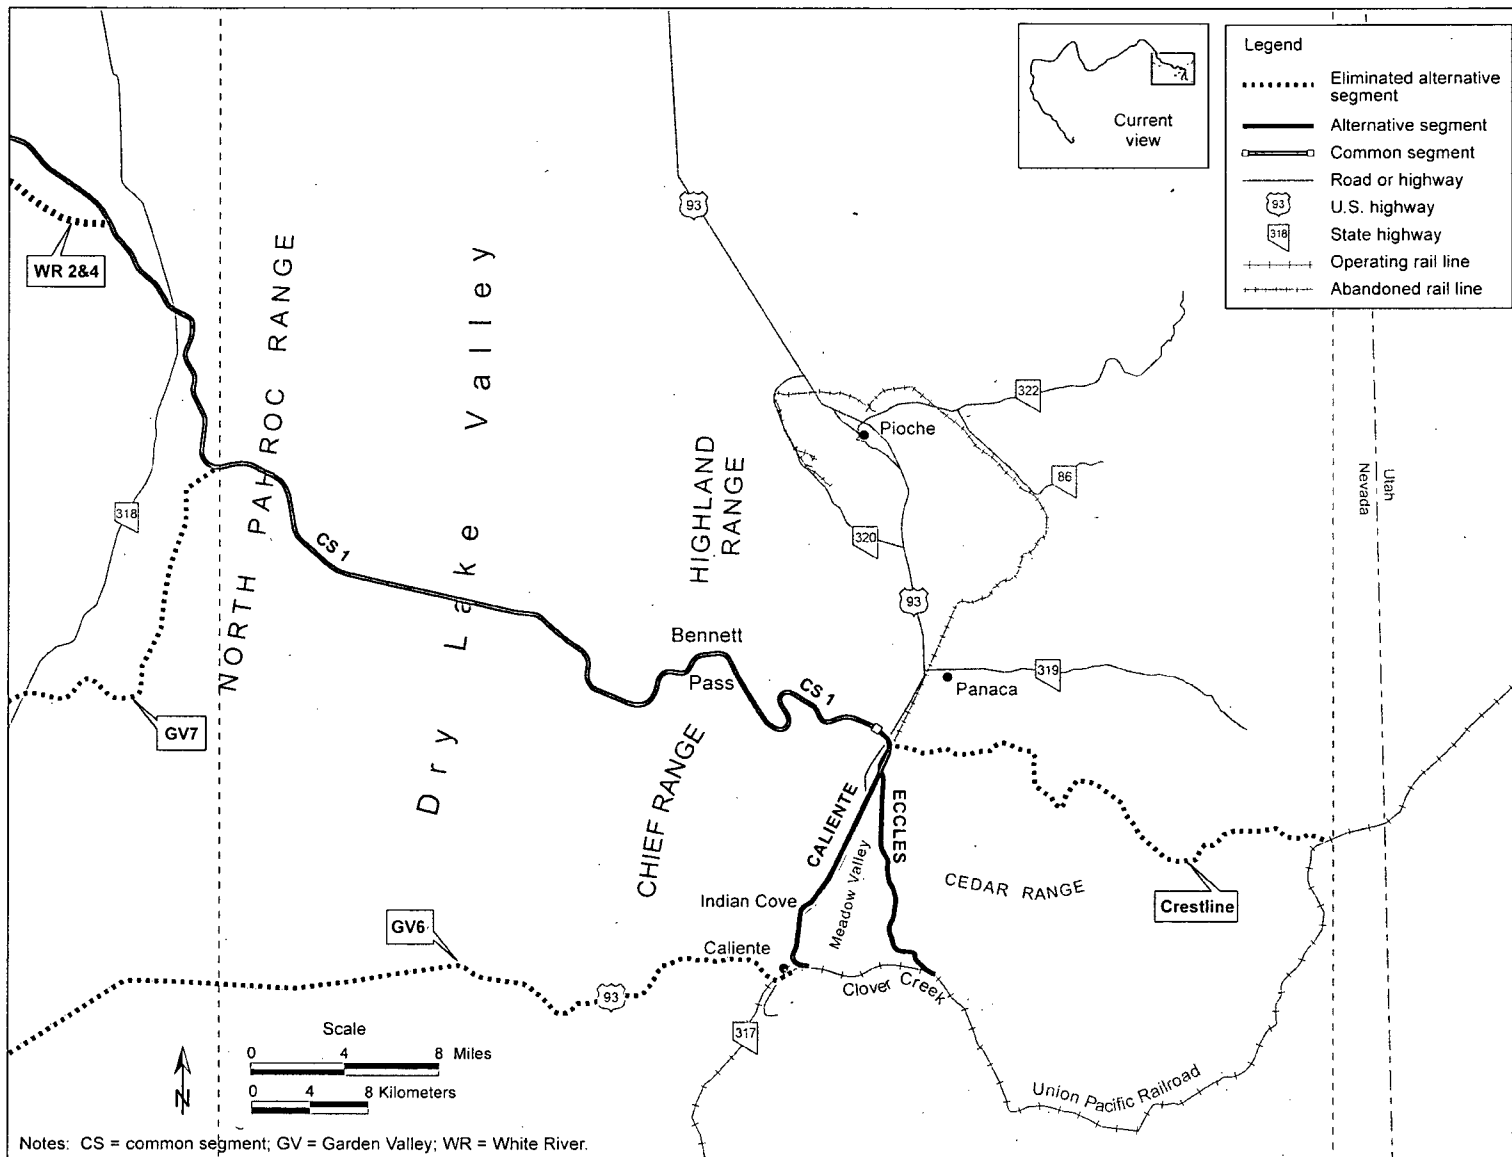 Legend
Eliminated alternative
segment
Alternative segment
Common segment
Road or highway
93
U.S. highway
318
State highway
Operating rail line
Abandoned rail line
Current
view
93
WR 2&4
NORTH PAHROC RANGE
Dry Lake Valley
322
Pioche
HIGHLAND
RANGE
86
Utah
Nevada
318
320
CS 1
93
Bennett
Pass
319
Panaca
CS 1
GV7
CHIEF RANGE
CALIENTE
ECCLES
Meadow Valley
CEDAR RANGE
Crestline
Indian Cove
GV6
Caliente
Clover Creek
93
317
Scale
0 4 8 Miles
0 4 8 Kilometers
N
Union Pacific Railroad
Notes: CS = common segment; GV = Garden Valley; WR = White River.